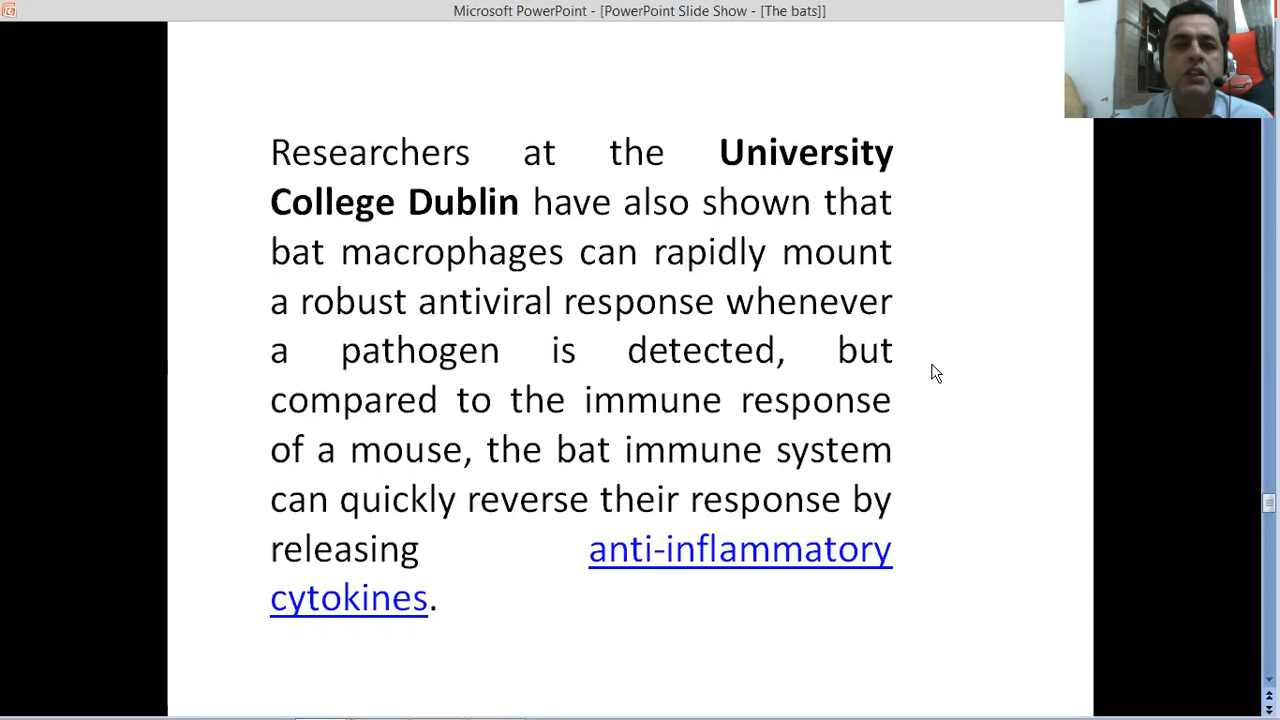 Microsoft PowerPoint - [PowerPoint Slide Show - [The bats]]
Researchers at the University
College Dublin have also shown that
bat macrophages can rapidly mount
a robust antiviral response whenever
a pathogen is detected, but
compared to the immune response
of a mouse, the bat immune system
can quickly reverse their response by
releasing anti-inflammatory
cytokines.